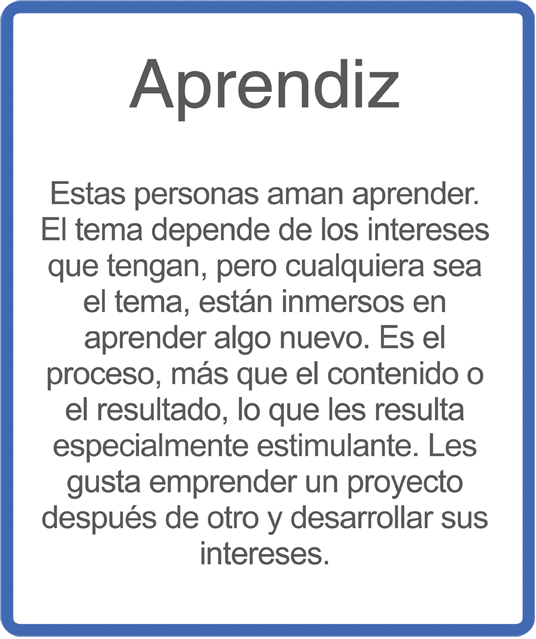 Aprendiz
Estas personas aman aprender.
El tema depende de los intereses
que tengan, pero cualquiera sea
el tema, están inmersos en
aprender algo nuevo. Es el
proceso, más que el contenido o
el resultado, lo que les resulta
especialmente estimulante. Les
gusta emprender un proyecto
después de otro y desarrollar sus
intereses.